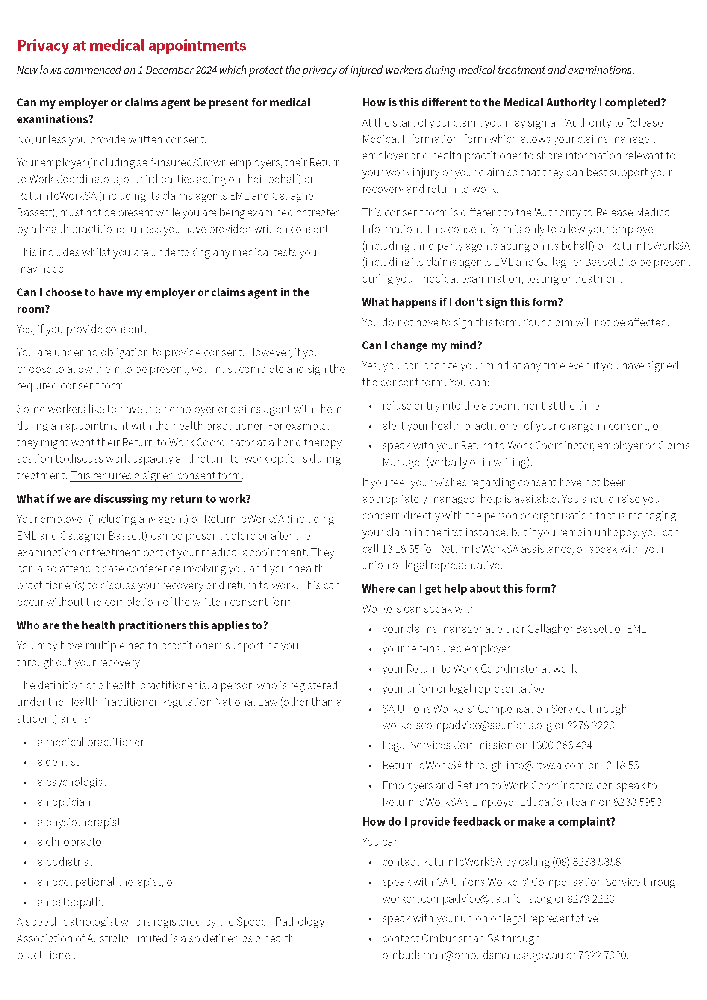 Privacy at medical appointments
New laws commenced on 1 December 2024 which protect the privacy of injured workers during medical treatment and examinations.
Can my employer or claims agent be present for medical
examinations?
No, unless you provide written consent.
Your employer (including self-insured/Crown employers, their Return
to Work Coordinators, or third parties acting on their behalf) or
ReturnToWorkSA (including its claims agents EML and Gallagher
Bassett), must not be present while you are being examined or treated
by a health practitioner unless you have provided written consent.
This includes whilst you are undertaking any medical tests you
may need.
Can I choose to have my employer or claims agent in the
room?
Yes, if you provide consent.
You are under no obligation to provide consent. However, if you
choose to allow them to be present, you must complete and sign the
required consent form.
Some workers like to have their employer or claims agent with them
during an appointment with the health practitioner. For example,
they might want their Return to Work Coordinator at a hand therapy
session to discuss work capacity and return-to-work options during
treatment. This requires a signed consent form.
What if we are discussing my return to work?
Your employer (including any agent) or ReturnToWorkSA (including
EML and Gallagher Bassett) can be present before or after the
examination or treatment part of your medical appointment. They
can also attend a case conference involving you and your health
practitioner(s) to discuss your recovery and return to work. This can
occur without the completion of the written consent form.
Who are the health practitioners this applies to?
You may have multiple health practitioners supporting you
throughout your recovery.
The definition of a health practitioner is, a person who is registered
under the Health Practitioner Regulation National Law (other than a
student) and is:
• a medical practitioner
• a dentist
• a psychologist
• an optician
• a physiotherapist
• a chiropractor
• a podiatrist
• an occupational therapist, or
• an osteopath.
A speech pathologist who is registered by the Speech Pathology
Association of Australia Limited is also defined as a health
practitioner.
How is this different to the Medical Authority I completed?
At the start of your claim, you may sign an ‘Authority to Release
Medical Information’ form which allows your claims manager,
employer and health practitioner to share information relevant to
your work injury or your claim so that they can best support your
recovery and return to work.
This consent form is different to the 'Authority to Release Medical
Information'. This consent form is only to allow your employer
(including third party agents acting on its behalf) or ReturnToWorkSA
(including its claims agents EML and Gallagher Bassett) to be present
during your medical examination, testing or treatment.
What happens if I don’t sign this form?
You do not have to sign this form. Your claim will not be affected.
Can I change my mind?
Yes, you can change your mind at any time even if you have signed
the consent form. You can:
• refuse entry into the appointment at the time
• alert your health practitioner of your change in consent, or
• speak with your Return to Work Coordinator, employer or Claims
Manager (verbally or in writing).
If you feel your wishes regarding consent have not been
appropriately managed, help is available. You should raise your
concern directly with the person or organisation that is managing
your claim in the first instance, but if you remain unhappy, you can
call 13 18 55 for ReturnToWorkSA assistance, or speak with your
union or legal representative.
Where can I get help about this form?
Workers can speak with:
• your claims manager at either Gallagher Bassett or EML
• your self-insured employer
• your Return to Work Coordinator at work
• your union or legal representative
• SA Unions Workers’ Compensation Service through
workerscompadvice@saunions.org or 8279 2220
• Legal Services Commission on 1300 366 424
• ReturnToWorkSA through info@rtwsa.com or 13 18 55
• Employers and Return to Work Coordinators can speak to
ReturnToWorkSA’s Employer Education team on 8238 5958.
How do I provide feedback or make a complaint?
You can:
• contact ReturnToWorkSA by calling (08) 8238 5858
• speak with SA Unions Workers’ Compensation Service through
workerscompadvice@saunions.org or 8279 2220
• speak with your union or legal representative
• contact Ombudsman SA through
ombudsman@ombudsman.sa.gov.au or 7322 7020.